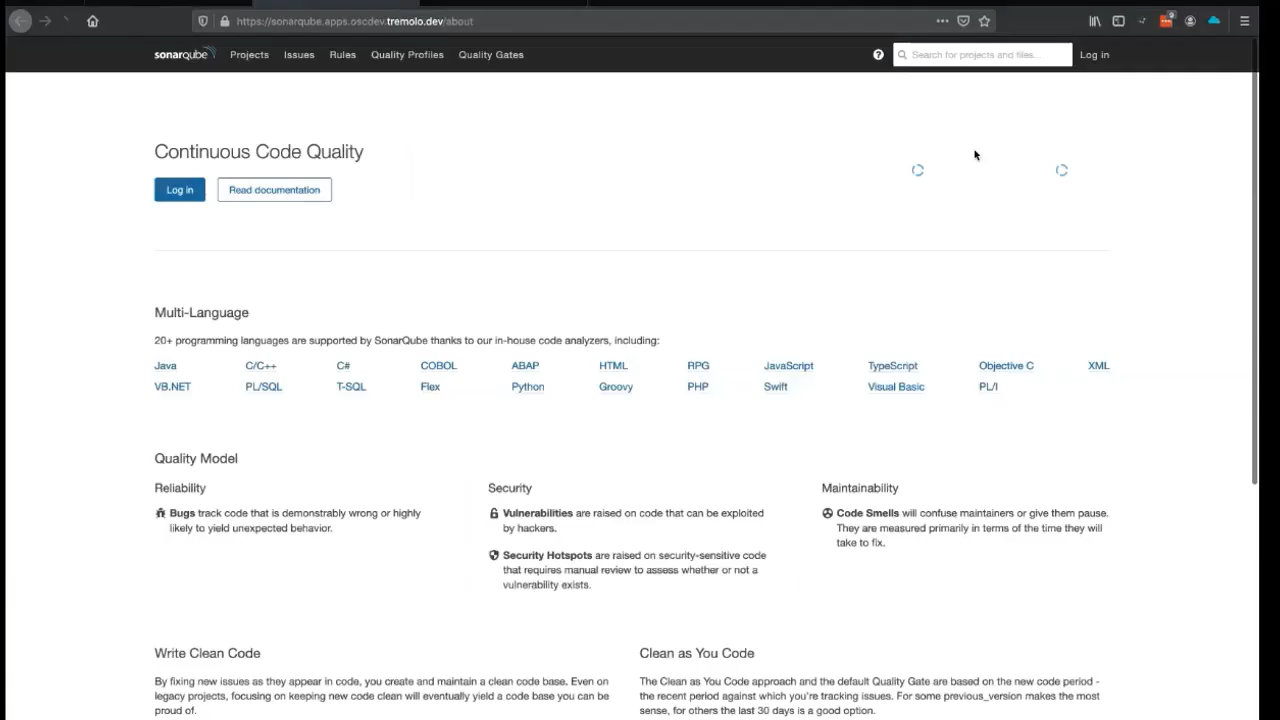 https://sonarqube.apps.oscdev.tremolo.dev/about
sonarqube Projects Issues Rules Quality Profiles Quality Gates Search for projects and files... Log in
Continuous Code Quality
Log in Read documentation
Multi-Language
20+ programming languages are supported by SonarQube thanks to our in-house code analyzers, including:
Java C/C++ C# COBOL ABAP HTML RPG JavaScript TypeScript Objective C XML
VB.NET PL/SQL T-SQL Flex Python Groovy PHP Swift Visual Basic PL/I
Quality Model
Reliability
Bugs track code that is demonstrably wrong or highly
likely to yield unexpected behavior.
Security
Vulnerabilities are raised on code that can be exploited
by hackers.
Security Hotspots are raised on security-sensitive code
that requires manual review to assess whether or not a
vulnerability exists.
Maintainability
Code Smells will confuse maintainers or give them pause.
They are measured primarily in terms of the time they will
take to fix.
Write Clean Code
By fixing new issues as they appear in code, you create and maintain a clean code base. Even on
legacy projects, focusing on keeping new code clean will eventually yield a code base you can be
proud of.
Clean as You Code
The Clean as You Code approach and the default Quality Gate are based on the new code period -
the recent period against which you're tracking issues. For some previous_version makes the most
sense, for others the last 30 days is a good option.